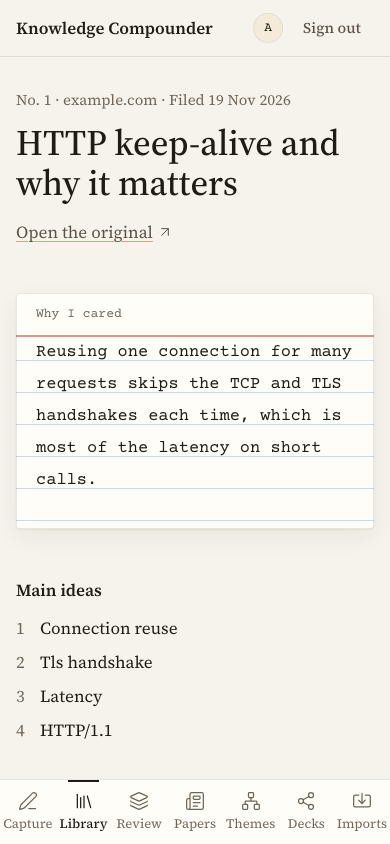 Knowledge Compounder
A
Sign out
No. 1 · example.com · Filed 19 Nov 2026
HTTP keep-alive and
why it matters
Open the original
Why I cared
Reusing one connection for many
requests skips the TCP and TLS
handshakes each time, which is
most of the latency on short
calls.
Main ideas
1 Connection reuse
2 Tls handshake
3 Latency
4 HTTP/1.1
Capture Library Review Papers Themes Decks Imports